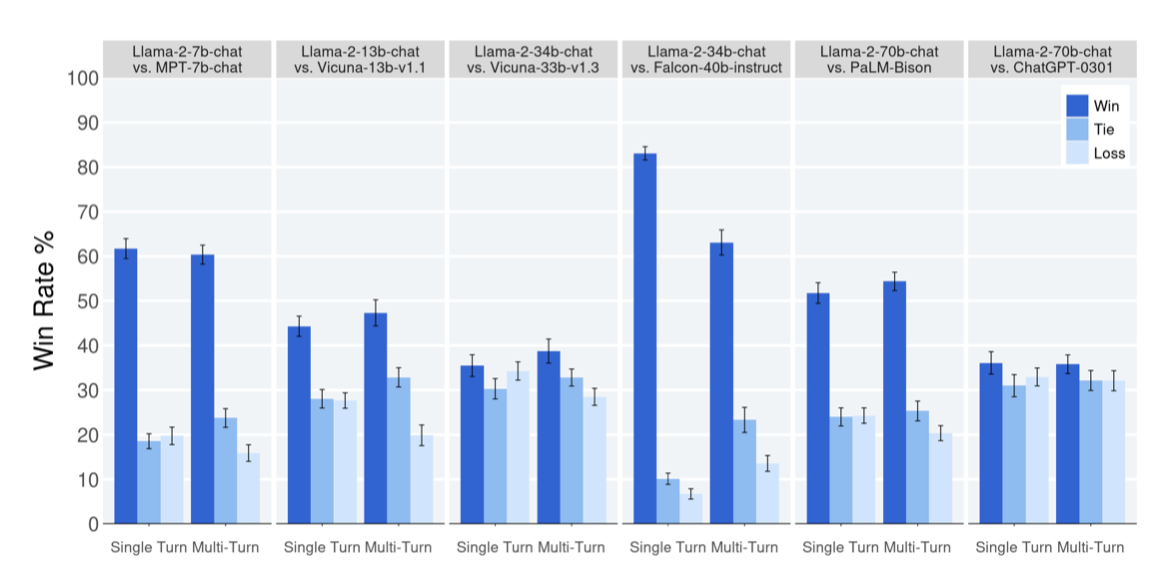 Llama-2-7b-chat
vs. MPT-7b-chat
Llama-2-13b-chat
vs. Vicuna-13b-v1.1
Llama-2-34b-chat
vs. Vicuna-33b-v1.3
Llama-2-34b-chat
vs. Falcon-40b-instruct
Llama-2-70b-chat
vs. PaLM-Bison
Llama-2-70b-chat
vs. ChatGPT-0301
Win
Tie
Loss
Win Rate %
100
90
80
70
60
50
40
30
20
10
0
Single Turn Multi-Turn
Single Turn Multi-Turn
Single Turn Multi-Turn
Single Turn Multi-Turn
Single Turn Multi-Turn
Single Turn Multi-Turn